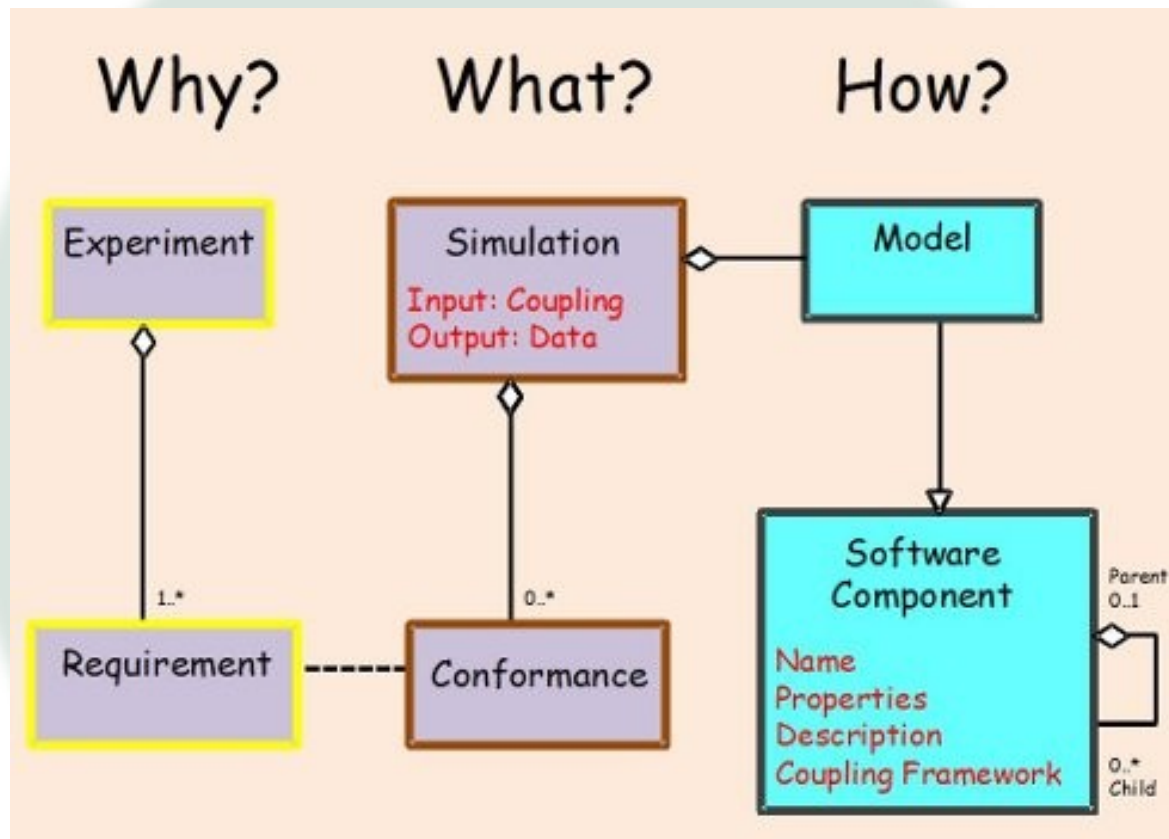 Why?
What?
How?
Experiment
Simulation
Input: Coupling
Output: Data
Model
1..*
0..*
Requirement
Conformance
Software
Component
Name
Properties
Description
Coupling Framework
Parent
0..1
0..*
Child